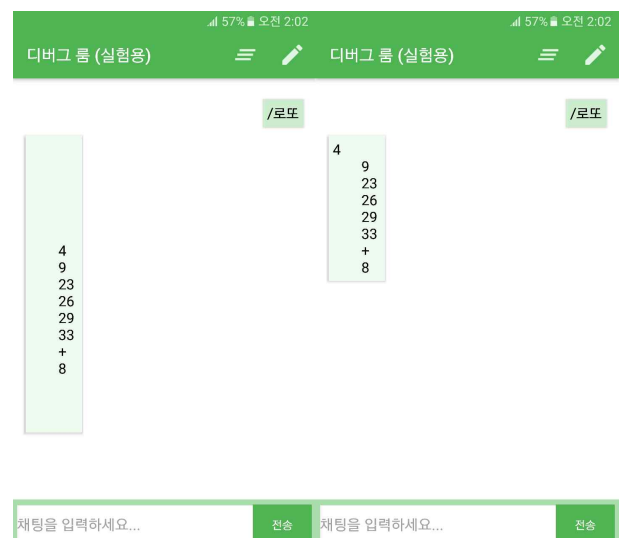 57% 오전 2:02
디버그 룸 (실험용)
/로또
4
9
23
26
29
33
+
8
채팅을 입력하세요...
전송
57% 오전 2:02
디버그 룸 (실험용)
/로또
4
9
23
26
29
33
+
8
채팅을 입력하세요...
전송